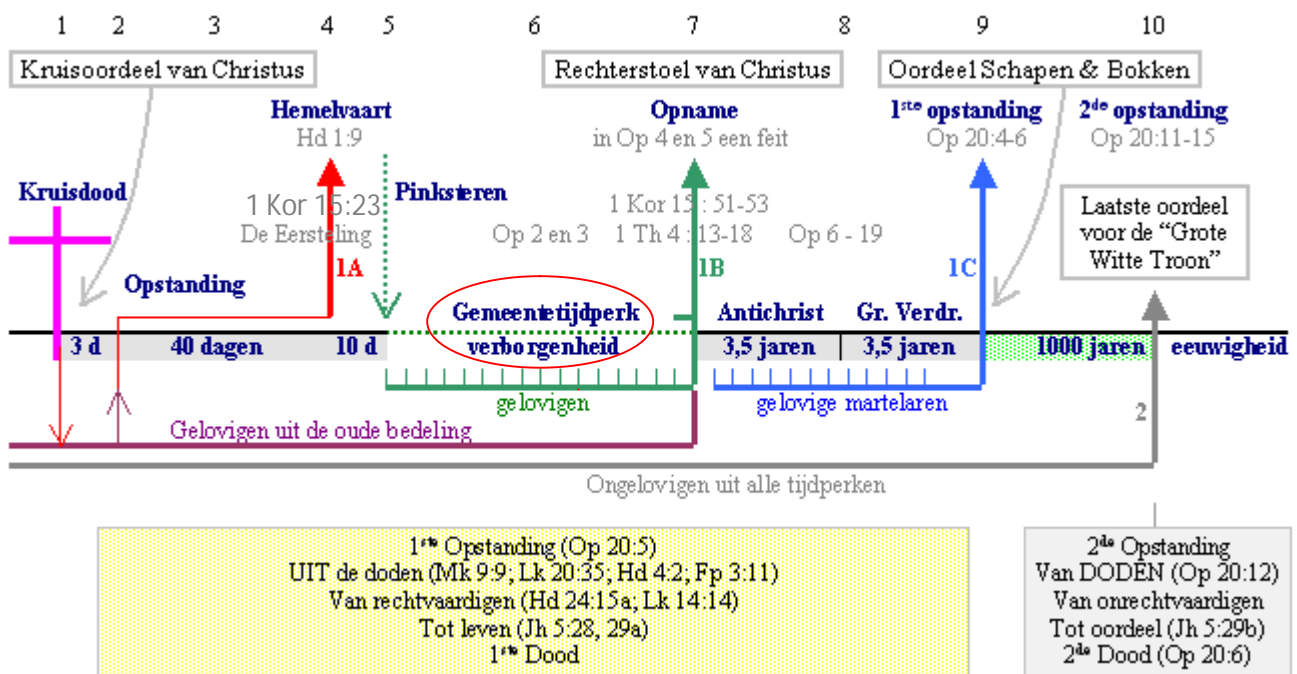 1 2 3 4 5 6 7 8 9 10
Kruisoordeel van Christus
Rechterstoel van Christus
Oordeel Schapen & Bokken
Hemelvaart
Hd 1:9
Opname
in Op 4 en 5 een feit
1ste opstanding
Op 20:4-6
2de opstanding
Op 20:11-15
Kruisdood
Pinksteren
1 Kor 15:23
De Eersteling
1 Kor 15 : 51-53
Op 2 en 3 1 Th 4 : 13-18 Op 6 - 19
Laatste oordeel
voor de “Grote
Witte Troon”
1A
1B
1C
Opstanding
Gemeentetijdperk
Antichrist
Gr. Verdr.
3 d 40 dagen 10 d verborgenheid 3,5 jaren 3,5 jaren 1000 jaren eeuwigheid
gelovigen
gelovige martelaren
2
Gelovigen uit de oude bedeling
Ongelovigen uit alle tijdperken
1ste Opstanding (Op 20:5)
UIT de doden (Mk 9:9; Lk 20:35; Hd 4:2; Fp 3:11)
Van rechtvaardigen (Hd 24:15a; Lk 14:14)
Tot leven (Jh 5:28, 29a)
1ste Dood
2de Opstanding
Van DODEN (Op 20:12)
Van onrechtvaardigen
Tot oordeel (Jh 5:29b)
2de Dood (Op 20:6)